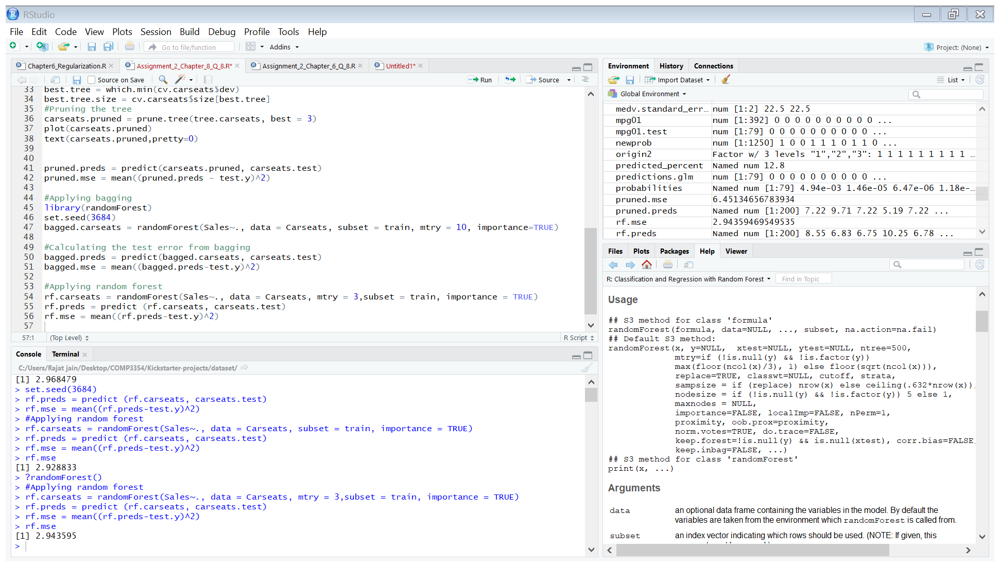 RStudio
File Edit Code View Plots Session Build Debug Profile Tools Help
Go to file/function Addins Project: (None)
Chapter6_Regularization.R Assignment_2_Chapter_8_Q_8.R* Assignment_2_Chapter_6_Q_8.R Untitled1*
Source on Save Run Source
33 best.tree = which.min(cv.carseats$dev)
34 best.tree.size = cv.carseats$size[best.tree]
35 #Pruning the tree
36 carseats.pruned = prune.tree(tree.carseats, best = 3)
37 plot(carseats.pruned)
38 text(carseats.pruned,pretty=0)
39
40
41 pruned.preds = predict(carseats.pruned, carseats.test)
42 pruned.mse = mean((pruned.preds - test.y)^2)
43
44 #Applying bagging
45 library(randomForest)
46 set.seed(3684)
47 bagged.carseats = randomForest(Sales~., data = Carseats, subset = train, mtry = 10, importance=TRUE)
48
49 #Calculating the test error from bagging
50 bagged.preds = predict(bagged.carseats, carseats.test)
51 bagged.mse = mean((bagged.preds-test.y)^2)
52
53 #Applying random forest
54 rf.carseats = randomForest(Sales~., data = Carseats, mtry = 3,subset = train, importance = TRUE)
55 rf.preds = predict (rf.carseats, carseats.test)
56 rf.mse = mean((rf.preds-test.y)^2)
57
57:1 (Top Level) R Script
Console Terminal
C:/Users/Rajat jain/Desktop/COMP3354/Kickstarter-projects/dataset/
[1] 2.968479
> set.seed(3684)
> rf.preds = predict (rf.carseats, carseats.test)
> rf.mse = mean((rf.preds-test.y)^2)
> #Applying random forest
> rf.carseats = randomForest(Sales~., data = Carseats, subset = train, importance = TRUE)
> rf.preds = predict (rf.carseats, carseats.test)
> rf.mse = mean((rf.preds-test.y)^2)
> rf.mse
[1] 2.928833
> ?randomForest()
> #Applying random forest
> rf.carseats = randomForest(Sales~., data = Carseats, mtry = 3,subset = train, importance = TRUE)
> rf.preds = predict (rf.carseats, carseats.test)
> rf.mse = mean((rf.preds-test.y)^2)
> rf.mse
[1] 2.943595
>
Environment History Connections
Import Dataset List
Global Environment
medv.standard_err… num [1:2] 22.5 22.5
mpg01 num [1:392] 0 0 0 0 0 0 0 0 0 0 ...
mpg01.test num [1:79] 0 0 0 0 0 0 0 0 0 0 ...
newprob num [1:1250] 1 0 0 1 1 1 0 1 1 0 ...
origin2 Factor w/ 3 levels "1","2","3": 1 1 1 1 1 1 1 1 1 …
predicted_percent Named num 12.8
predictions.glm num [1:79] 0 0 0 0 0 0 0 0 0 0 ...
probabilities Named num [1:79] 4.94e-03 1.46e-05 6.47e-06 1.18e-…
pruned.mse 6.45134656783934
pruned.preds Named num [1:200] 7.22 9.71 7.22 5.19 7.22 ...
rf.mse 2.94359469549535
rf.preds Named num [1:200] 8.55 6.83 6.75 10.25 6.78 ...
Files Plots Packages Help Viewer
R: Classification and Regression with Random Forest Find in Topic
Usage
## S3 method for class 'formula'
randomForest(formula, data=NULL, ..., subset, na.action=na.fail)
## Default S3 method:
randomForest(x, y=NULL, xtest=NULL, ytest=NULL, ntree=500,
mtry=if (!is.null(y) && !is.factor(y))
max(floor(ncol(x)/3), 1) else floor(sqrt(ncol(x))),
replace=TRUE, classwt=NULL, cutoff, strata,
sampsize = if (replace) nrow(x) else ceiling(.632*nrow(x)),
nodesize = if (!is.null(y) && !is.factor(y)) 5 else 1,
maxnodes = NULL,
importance=FALSE, localImp=FALSE, nPerm=1,
proximity, oob.prox=proximity,
norm.votes=TRUE, do.trace=FALSE,
keep.forest=!is.null(y) && is.null(xtest), corr.bias=FALSE,
keep.inbag=FALSE, ...)
## S3 method for class 'randomForest'
print(x, ...)
Arguments
data an optional data frame containing the variables in the model. By default the
variables are taken from the environment which randomForest is called from.
subset an index vector indicating which rows should be used. (NOTE: If given, this